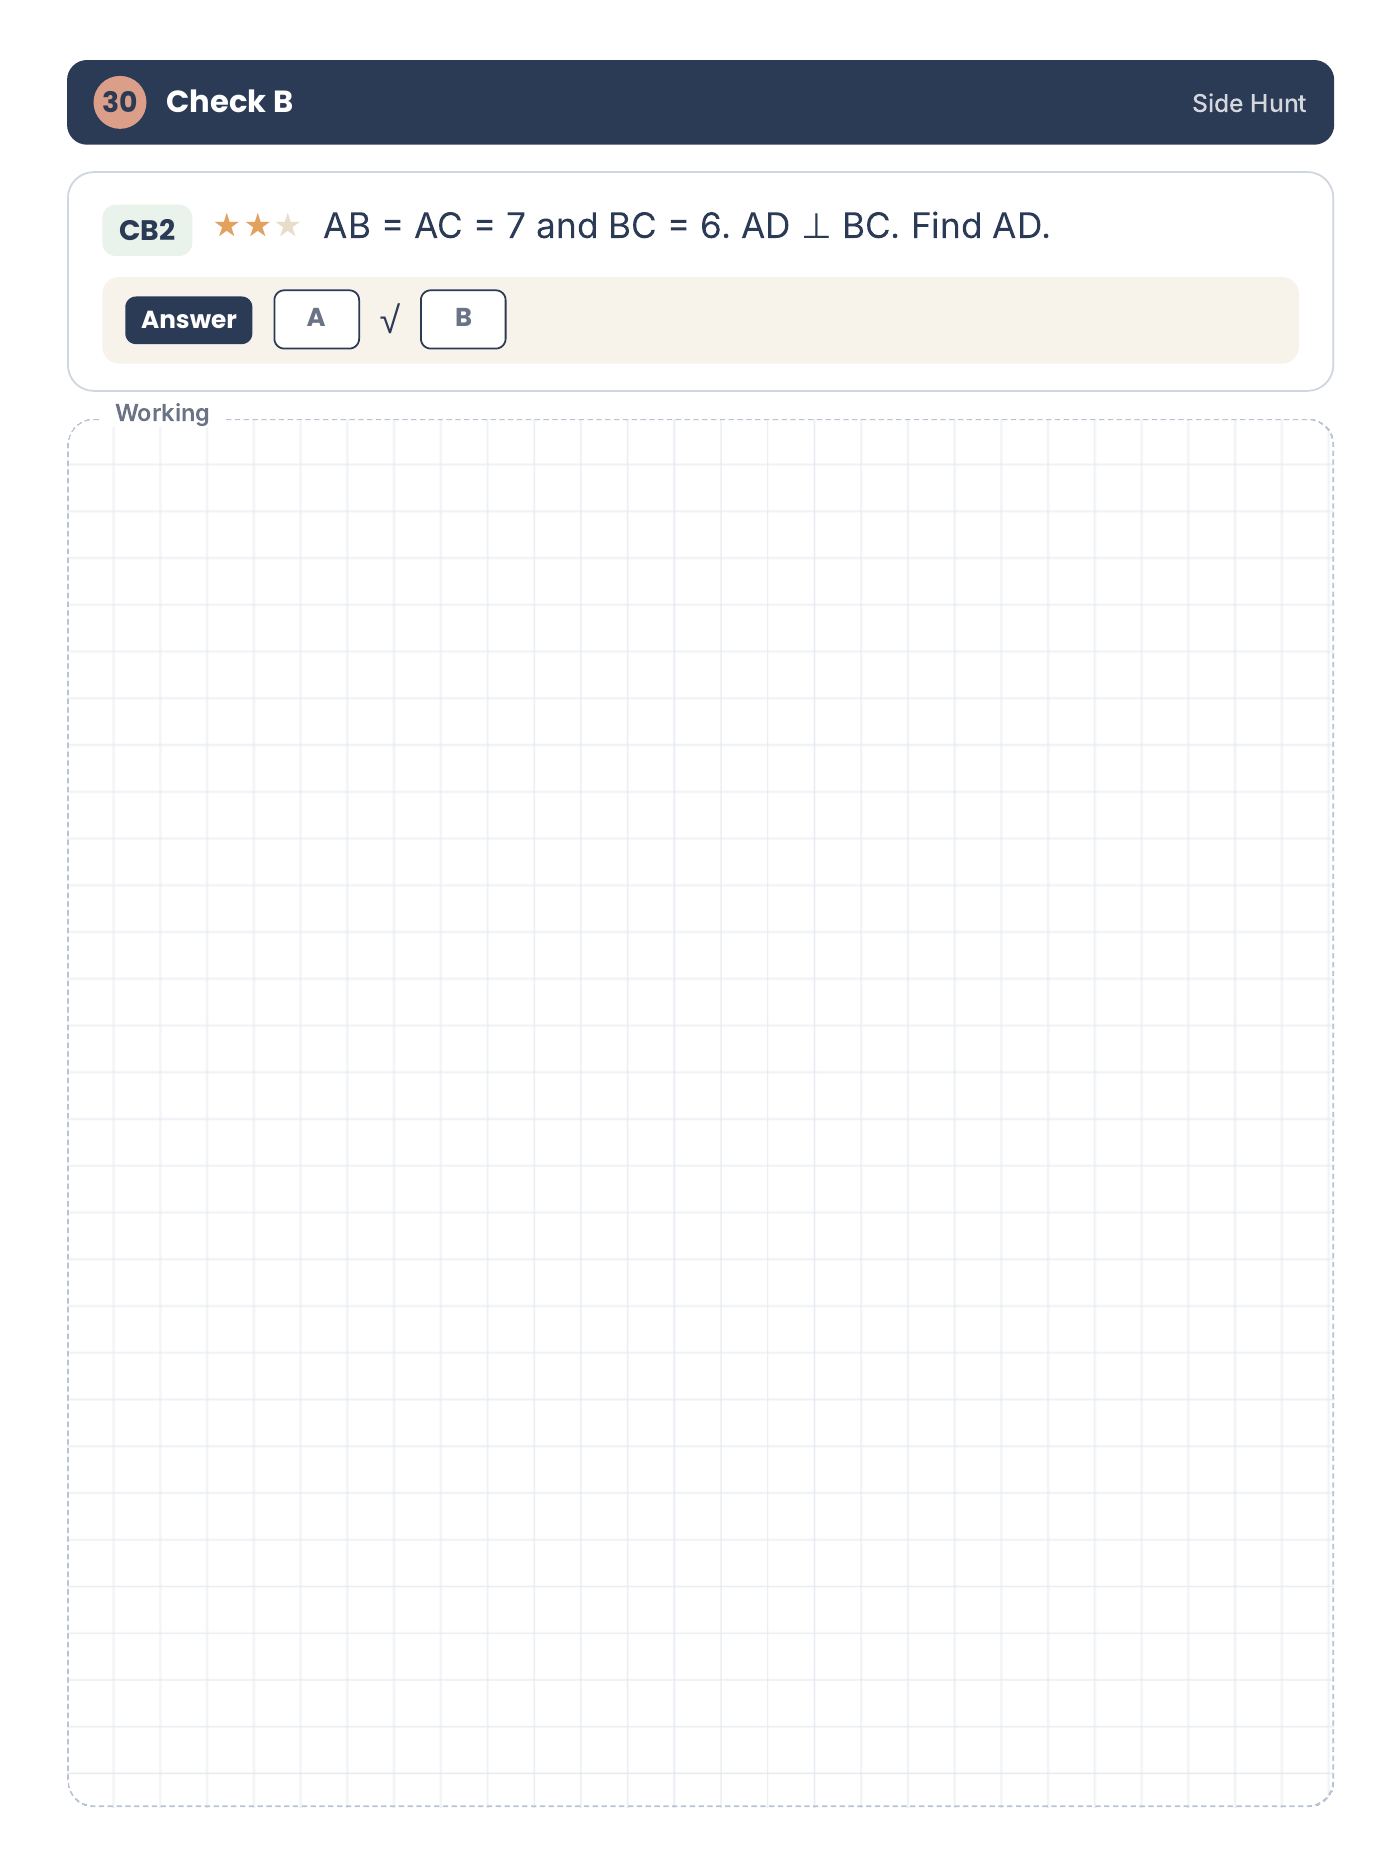 30 Check B Side Hunt
CB2 ★★★ AB = AC = 7 and BC = 6. AD ⊥ BC. Find AD.
Answer A √ B
Working